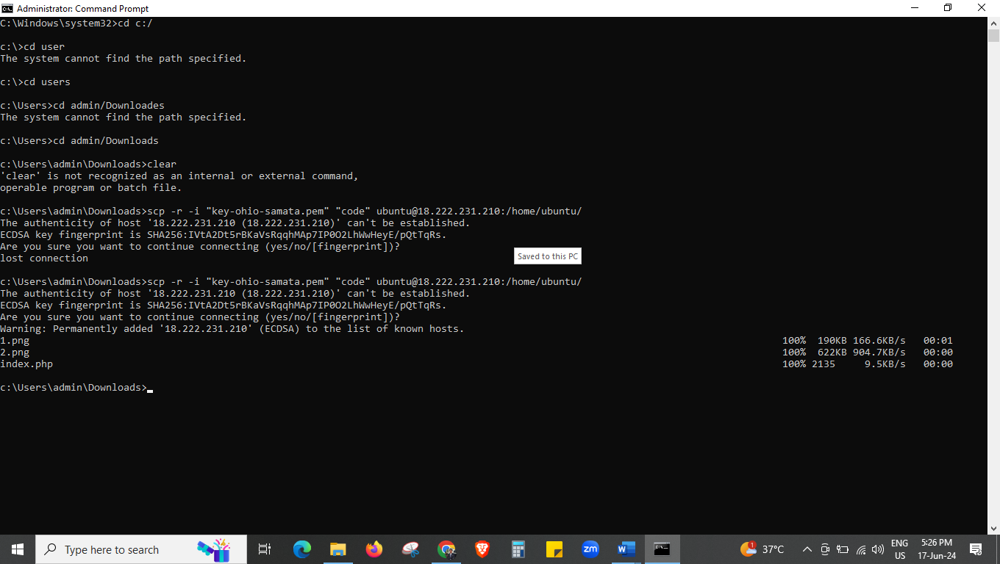 Administrator: Command Prompt
C:\Windows\system32>cd c:/
c:\>cd user
The system cannot find the path specified.
c:\>cd users
c:\Users>cd admin/Downloades
The system cannot find the path specified.
c:\Users>cd admin/Downloads
c:\Users\admin\Downloads>clear
'clear' is not recognized as an internal or external command,
operable program or batch file.
c:\Users\admin\Downloads>scp -r -i "key-ohio-samata.pem" "code" ubuntu@18.222.231.210:/home/ubuntu/
The authenticity of host '18.222.231.210 (18.222.231.210)' can't be established.
ECDSA key fingerprint is SHA256:IVtA2Dt5rBKaVsRqqhMAp7IP0O2LhWwHeyE/pQtTqRs.
Are you sure you want to continue connecting (yes/no/[fingerprint])?
lost connection
Saved to this PC
c:\Users\admin\Downloads>scp -r -i "key-ohio-samata.pem" "code" ubuntu@18.222.231.210:/home/ubuntu/
The authenticity of host '18.222.231.210 (18.222.231.210)' can't be established.
ECDSA key fingerprint is SHA256:IVtA2Dt5rBKaVsRqqhMAp7IP0O2LhWwHeyE/pQtTqRs.
Are you sure you want to continue connecting (yes/no/[fingerprint])?
Warning: Permanently added '18.222.231.210' (ECDSA) to the list of known hosts.
1.png 100% 190KB 166.6KB/s 00:01
2.png 100% 622KB 904.7KB/s 00:00
index.php 100% 2135 9.5KB/s 00:00
c:\Users\admin\Downloads>
Type here to search
zm
W
1
37°C
ENG
US
5:26 PM
17-Jun-24